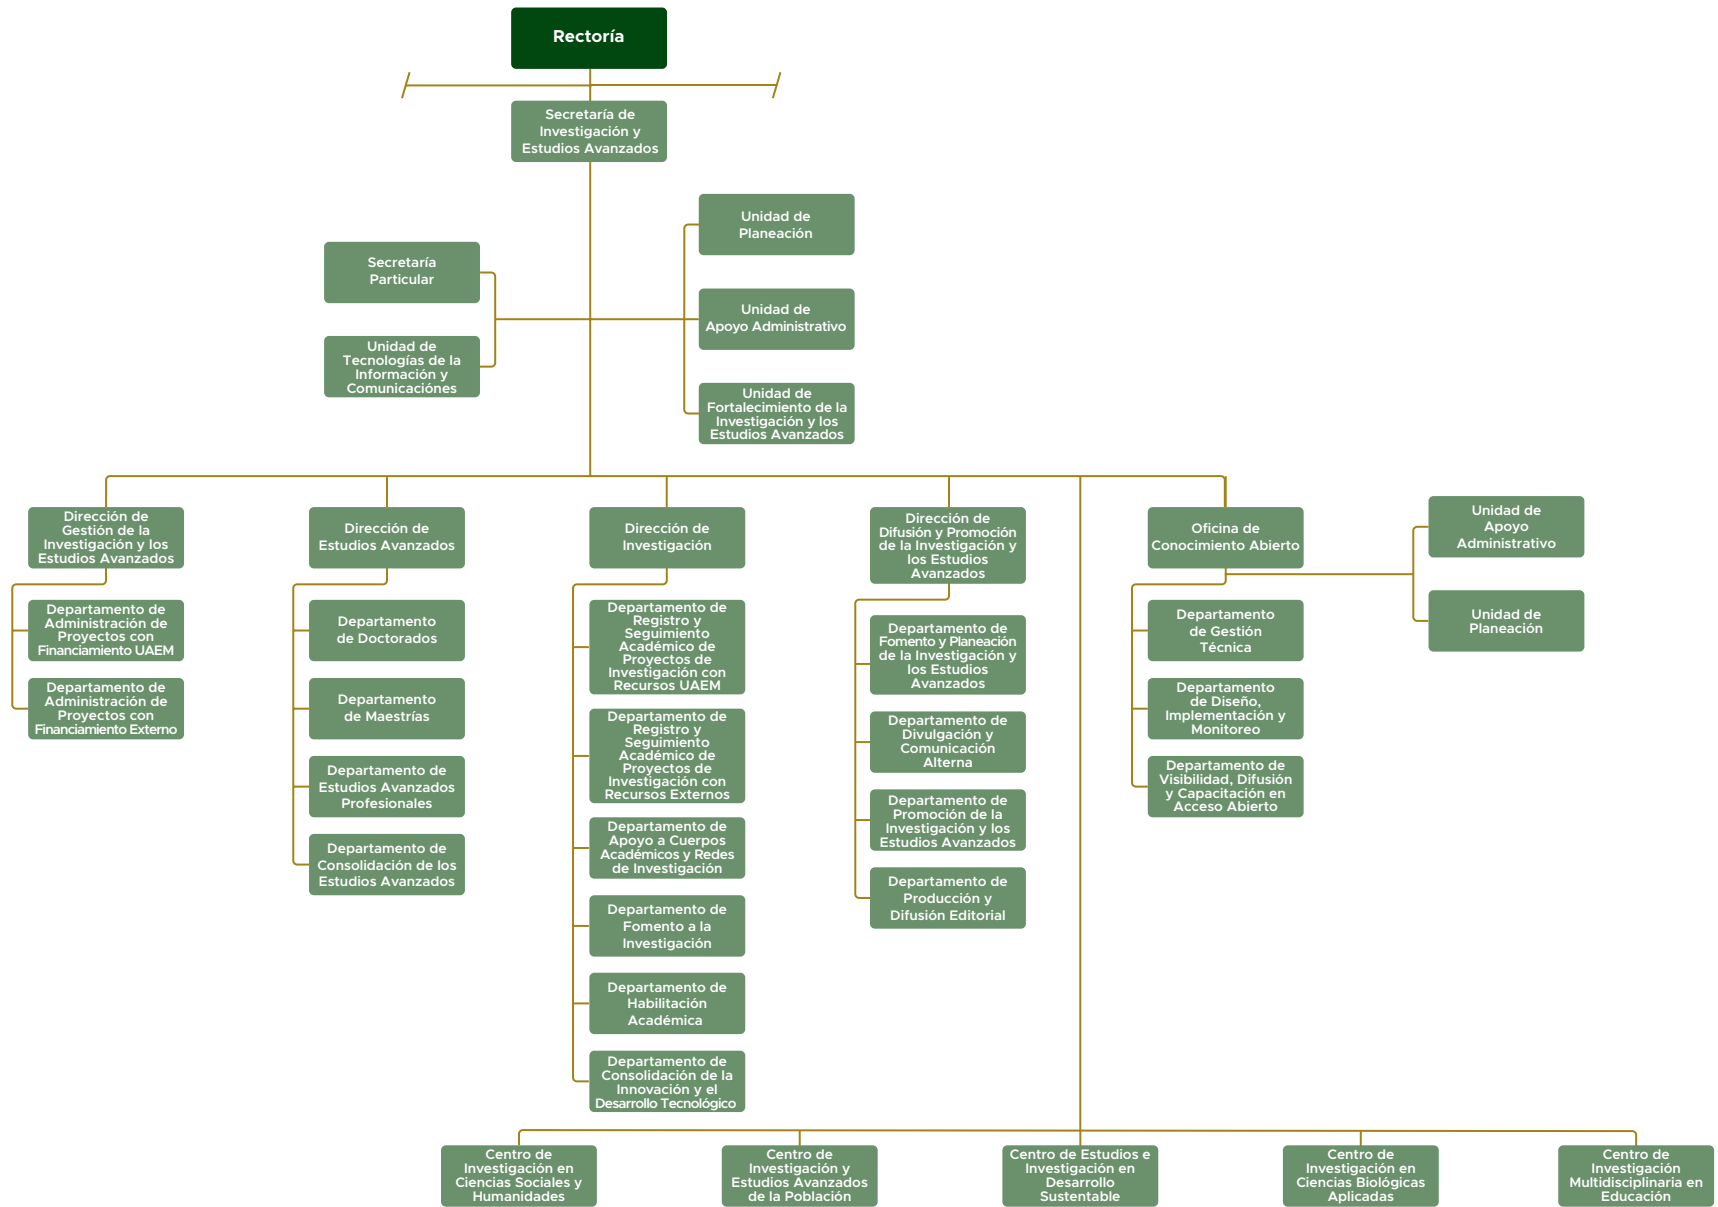 Rectoría
Secretaría de
Investigación y
Estudios Avanzados
Unidad de
Planeación
Secretaría
Particular
Unidad de
Apoyo Administrativo
Unidad de
Tecnologías de la
Información y
Comunicaciónes
Unidad de
Fortalecimiento de la
Investigación y los
Estudios Avanzados
Dirección de
Gestión de la
Investigación y los
Estudios Avanzados
Departamento de
Administración de
Proyectos con
Financiamiento UAEM
Departamento de
Administración de
Proyectos con
Financiamiento Externo
Dirección de
Estudios Avanzados
Departamento
de Doctorados
Departamento
de Maestrías
Departamento de
Estudios Avanzados
Profesionales
Departamento de
Consolidación de los
Estudios Avanzados
Dirección de
Investigación
Departamento de
Registro y
Seguimiento
Académico de
Proyectos de
Investigación con
Recursos UAEM
Departamento de
Registro y
Seguimiento
Académico de
Proyectos de
Investigación con
Recursos Externos
Departamento de
Apoyo a Cuerpos
Académicos y Redes
de Investigación
Departamento de
Fomento a la
Investigación
Departamento de
Habilitación
Académica
Departamento de
Consolidación de la
Innovación y el
Desarrollo Tecnológico
Dirección de
Difusión y Promoción
de la Investigación y
los Estudios
Avanzados
Departamento de
Fomento y Planeación
de la Investigación y
los Estudios
Avanzados
Departamento de
Divulgación y
Comunicación
Alterna
Departamento de
Promoción de la
Investigación y los
Estudios Avanzados
Departamento de
Producción y
Difusión Editorial
Oficina de
Conocimiento Abierto
Unidad de
Apoyo
Administrativo
Unidad de
Planeación
Departamento
de Gestión
Técnica
Departamento
de Diseño,
Implementación y
Monitoreo
Departamento de
Visibilidad, Difusión
y Capacitación en
Acceso Abierto
Centro de
Investigación en
Ciencias Sociales y
Humanidades
Centro de
Investigación y
Estudios Avanzados
de la Población
Centro de Estudios e
Investigación en
Desarrollo
Sustentable
Centro de
Investigación en
Ciencias Biológicas
Aplicadas
Centro de
Investigación
Multidisciplinaria en
Educación